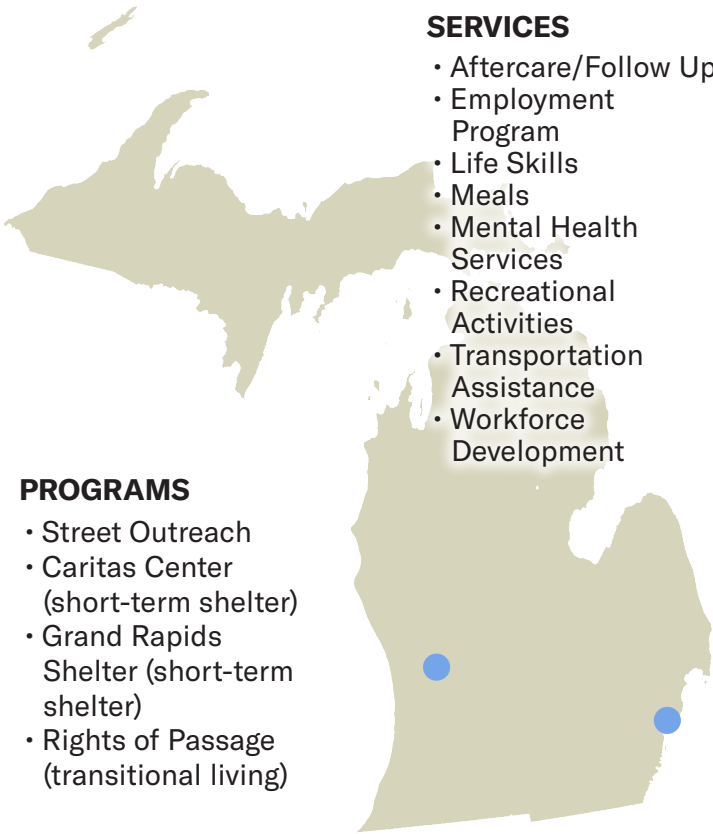 SERVICES
• Aftercare/Follow Up
• Employment
Program
• Life Skills
• Meals
• Mental Health
Services
• Recreational
Activities
• Transportation
Assistance
• Workforce
Development
PROGRAMS
• Street Outreach
• Caritas Center
(short-term shelter)
• Grand Rapids
Shelter (short-term
shelter)
• Rights of Passage
(transitional living)